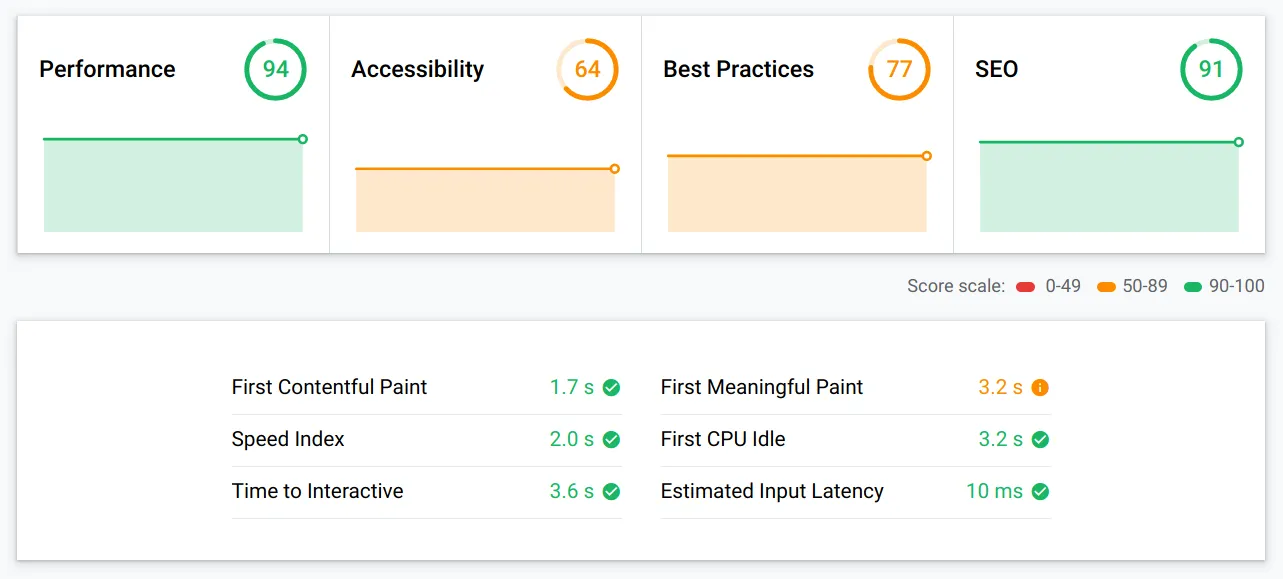 Performance 94 Accessibility 64 Best Practices 77 SEO 91
Score scale: 0-49 50-89 90-100
First Contentful Paint 1.7 s First Meaningful Paint 3.2 s
Speed Index 2.0 s First CPU Idle 3.2 s
Time to Interactive 3.6 s Estimated Input Latency 10 ms